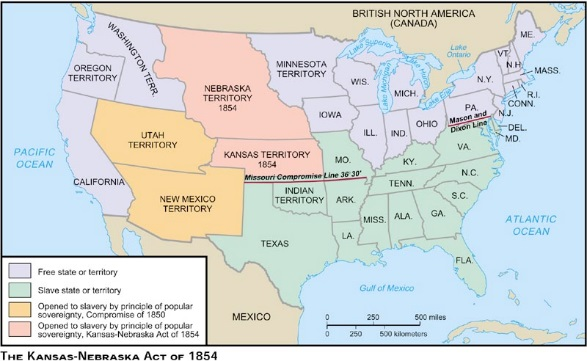 BRITISH NORTH AMERICA
(CANADA)
WASHINGTON TERR.
OREGON
TERRITORY
NEBRASKA
TERRITORY
1854
MINNESOTA
TERRITORY
Lake Superior
Lake Michigan
Lake Huron
Lake
Ontario
Lake Erie
WIS.
MICH.
ME.
VT.
N.H.
MASS.
N.Y.
R.I.
CONN.
N.J.
PA.
Mason and
Dixon Line
DEL.
MD.
IOWA
ILL.
IND.
OHIO
UTAH
TERRITORY
KANSAS TERRITORY
1854
MO.
KY.
VA.
PACIFIC
OCEAN
CALIFORNIA
Missouri Compromise Line 36°30'
NEW MEXICO
TERRITORY
INDIAN
TERRITORY
ARK.
TENN.
N.C.
S.C.
ATLANTIC
OCEAN
TEXAS
LA.
MISS.
ALA.
GA.
FLA.
Gulf of Mexico
MEXICO
Free state or territory
Slave state or territory
Opened to slavery by principle of popular
sovereignty, Compromise of 1850
Opened to slavery by principle of popular
sovereignty, Kansas-Nebraska Act of 1854
0 250 500 miles
0 250 500 kilometers
THE KANSAS-NEBRASKA ACT OF 1854